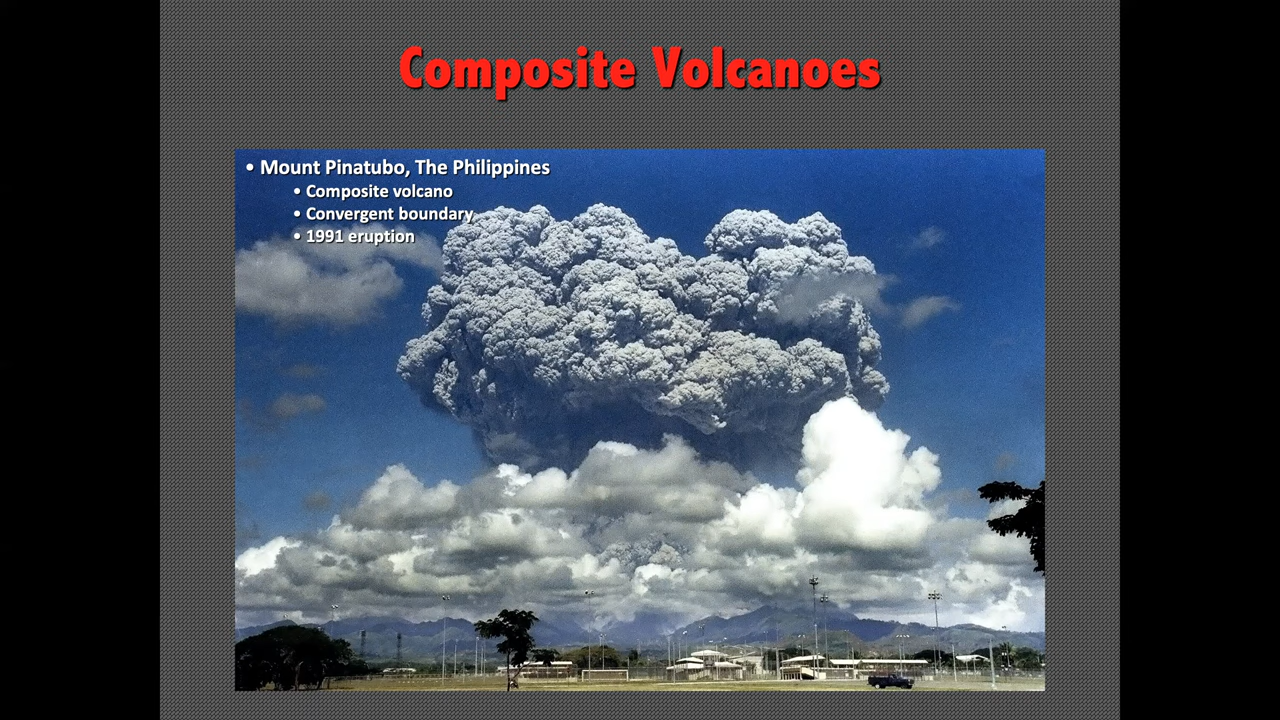 Composite Volcanoes
• Mount Pinatubo, The Philippines
• Composite volcano
• Convergent boundary
• 1991 eruption